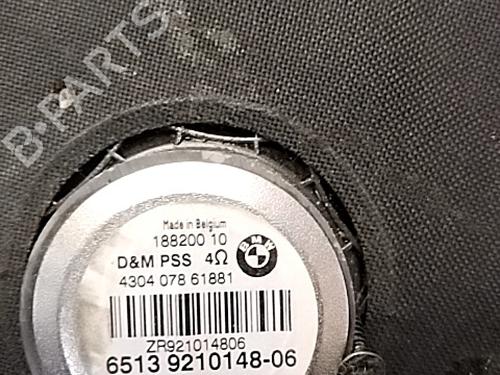 B-PARTS
Made in Belgium
188200 10
D&M PSS 4Ω
BMW
4304 078 61881
ZR921014806
6513 9210148-06